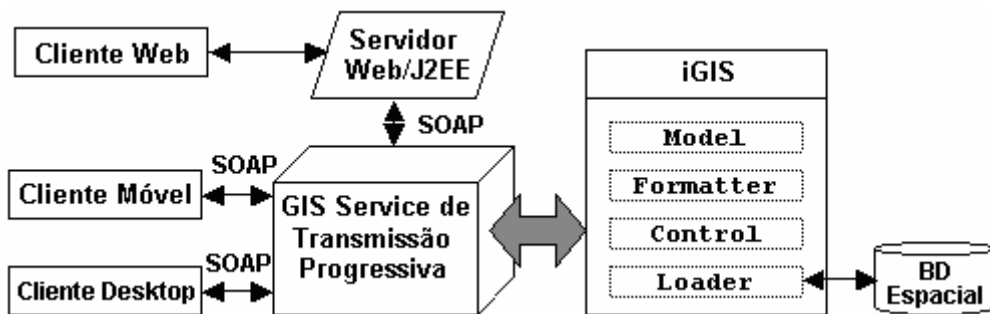 Cliente Web
Servidor
Web/J2EE
iGIS
SOAP
Model
SOAP
Cliente Móvel
GIS Service de
Transmissão
Progressiva
Formatter
Control
SOAP
Cliente Desktop
Loader
BD
Espacial